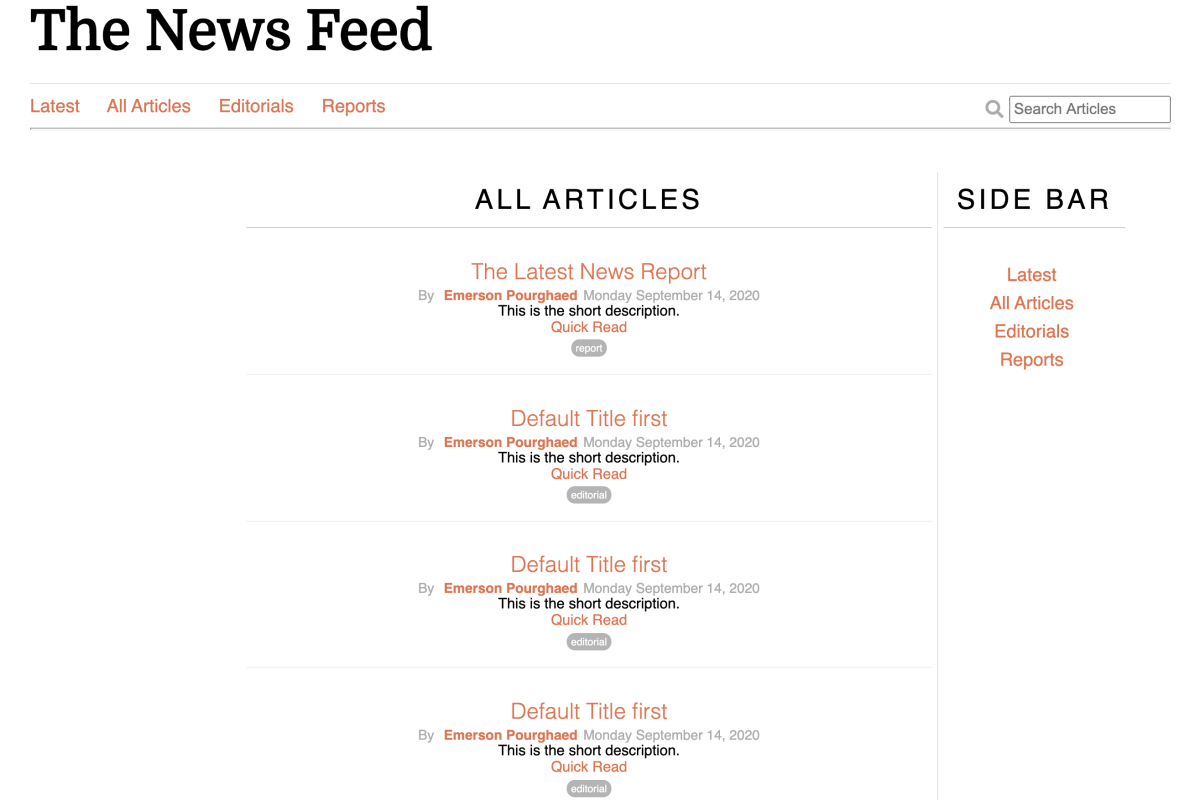 The News Feed
Latest All Articles Editorials Reports Search Articles
ALL ARTICLES
The Latest News Report
By Emerson Pourghaed Monday September 14, 2020
This is the short description.
Quick Read
report
Default Title first
By Emerson Pourghaed Monday September 14, 2020
This is the short description.
Quick Read
editorial
Default Title first
By Emerson Pourghaed Monday September 14, 2020
This is the short description.
Quick Read
editorial
Default Title first
By Emerson Pourghaed Monday September 14, 2020
This is the short description.
Quick Read
editorial
SIDE BAR
Latest
All Articles
Editorials
Reports